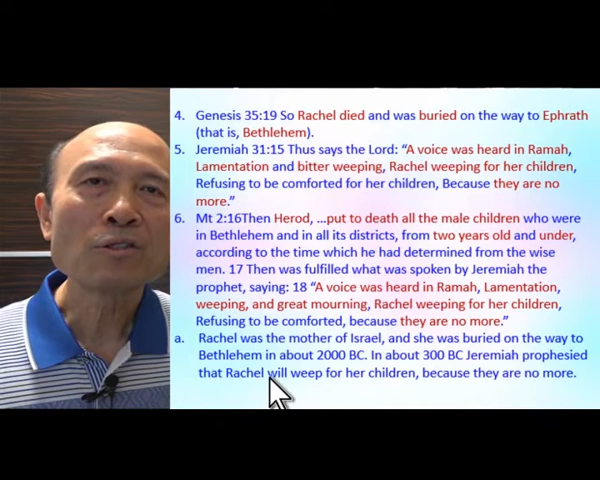 4. Genesis 35:19 So Rachel died and was buried on the way to Ephrath
(that is, Bethlehem).
5. Jeremiah 31:15 Thus says the Lord: “A voice was heard in Ramah,
Lamentation and bitter weeping, Rachel weeping for her children,
Refusing to be comforted for her children, Because they are no
more.”
6. Mt 2:16Then Herod, ...put to death all the male children who were
in Bethlehem and in all its districts, from two years old and under,
according to the time which he had determined from the wise
men. 17 Then was fulfilled what was spoken by Jeremiah the
prophet, saying: 18 “A voice was heard in Ramah, Lamentation,
weeping, and great mourning, Rachel weeping for her children,
Refusing to be comforted, because they are no more.”
a. Rachel was the mother of Israel, and she was buried on the way to
Bethlehem in about 2000 BC. In about 300 BC Jeremiah prophesied
that Rachel will weep for her children, because they are no more.